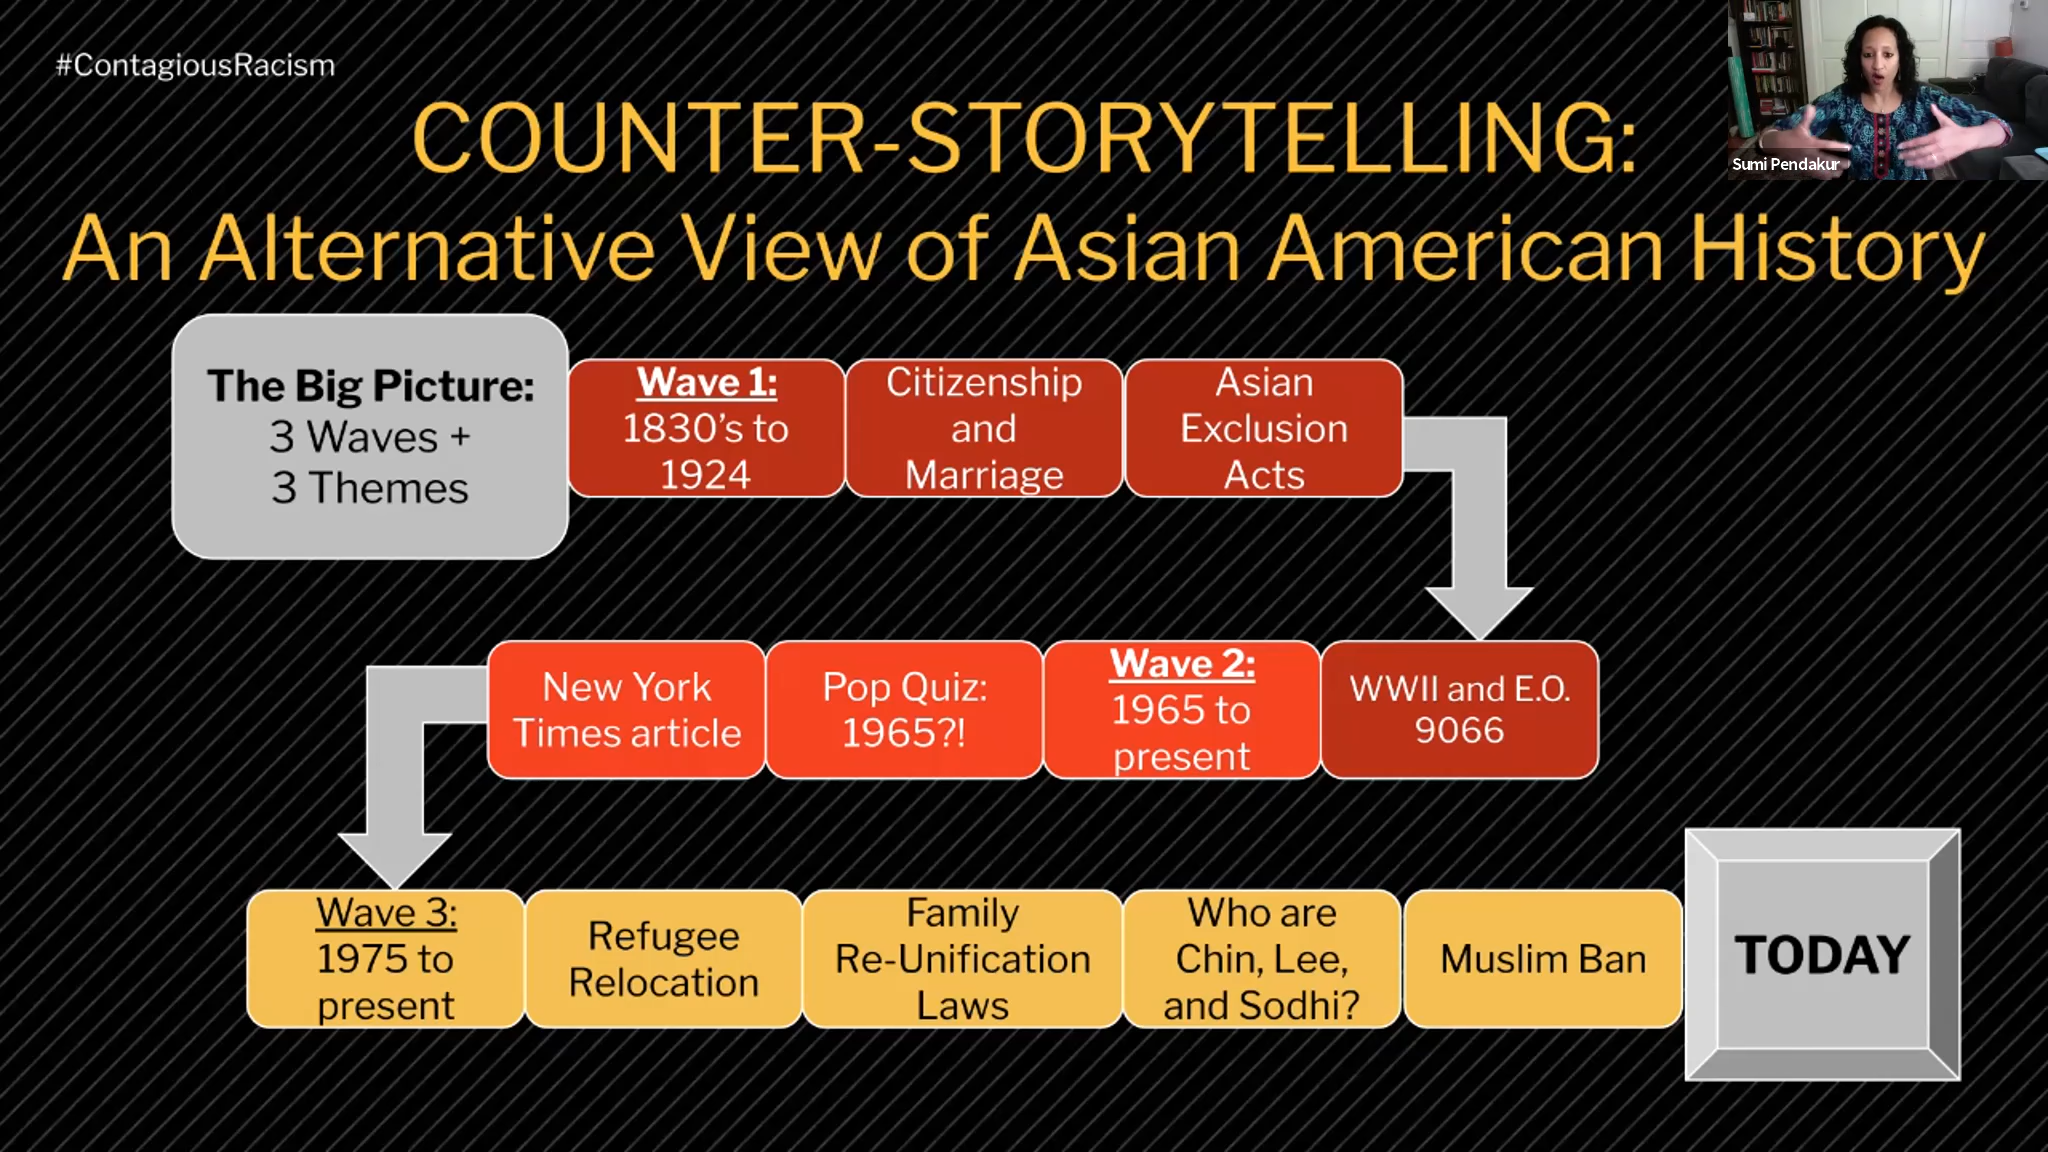 #ContagiousRacism
COUNTER-STORYTELLING:
An Alternative View of Asian American History
Sumi Pendakur
The Big Picture:
3 Waves +
3 Themes
Wave 1:
1830's to
1924
Citizenship
and
Marriage
Asian
Exclusion
Acts
WWII and E.O.
9066
Wave 2:
1965 to
present
Pop Quiz:
1965?!
New York
Times article
Wave 3:
1975 to
present
Refugee
Relocation
Family
Re-Unification
Laws
Who are
Chin, Lee,
and Sodhi?
Muslim Ban
TODAY